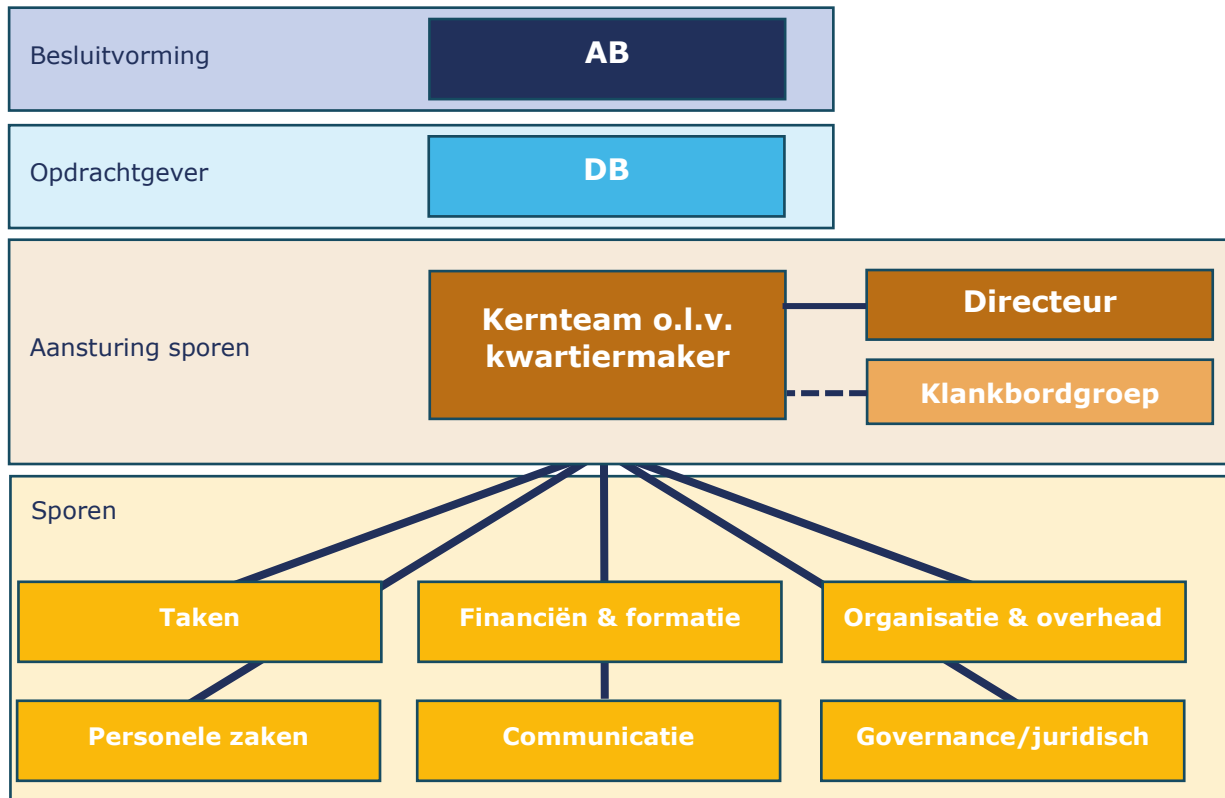 Besluitvorming
AB
Opdrachtgever
DB
Aansturing sporen
Kernteam o.l.v.
kwartiermaker
Directeur
Klankbordgroep
Sporen
Taken
Financiën & formatie
Organisatie & overhead
Personele zaken
Communicatie
Governance/juridisch